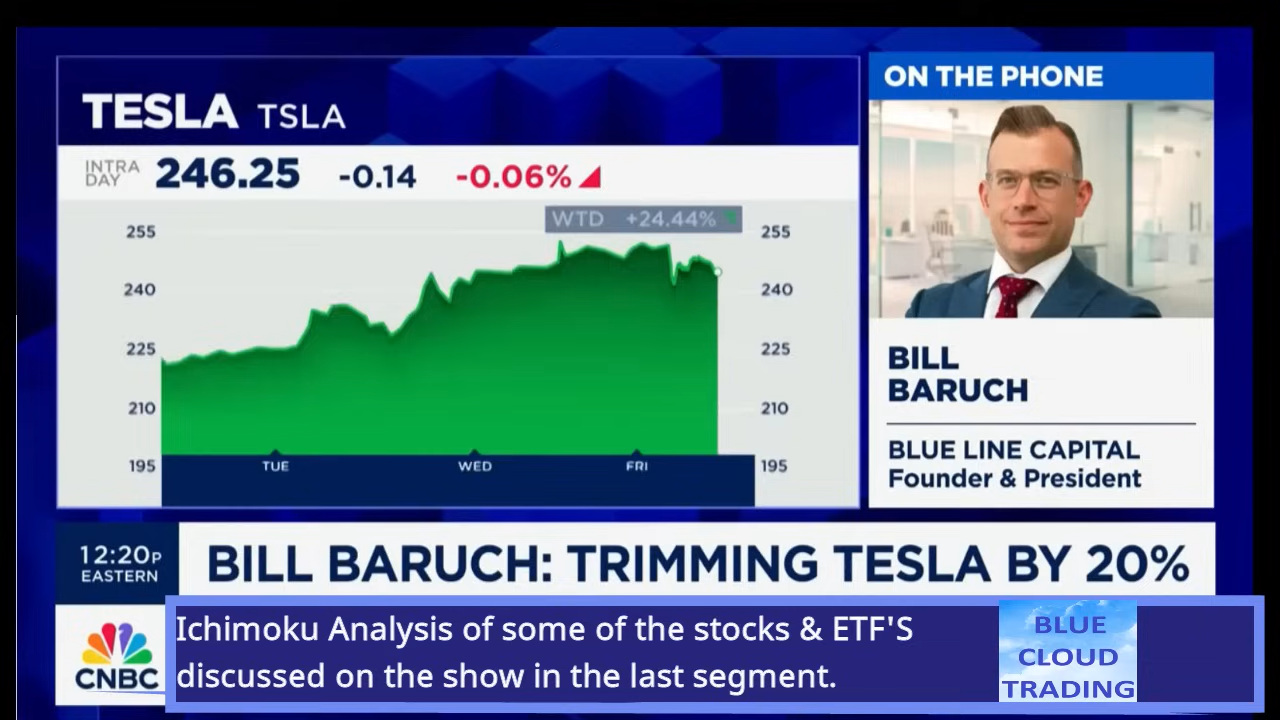 TESLA TSLA
INTRA DAY 246.25 -0.14 -0.06%
WTD +24.44%
255 255
240 240
225 225
210 210
195 195
TUE WED FRI
ON THE PHONE
BILL
BARUCH
BLUE LINE CAPITAL
Founder & President
12:20P
EASTERN
BILL BARUCH: TRIMMING TESLA BY 20%
CNBC
Ichimoku Analysis of some of the stocks & ETF'S
discussed on the show in the last segment.
BLUE
CLOUD
TRADING